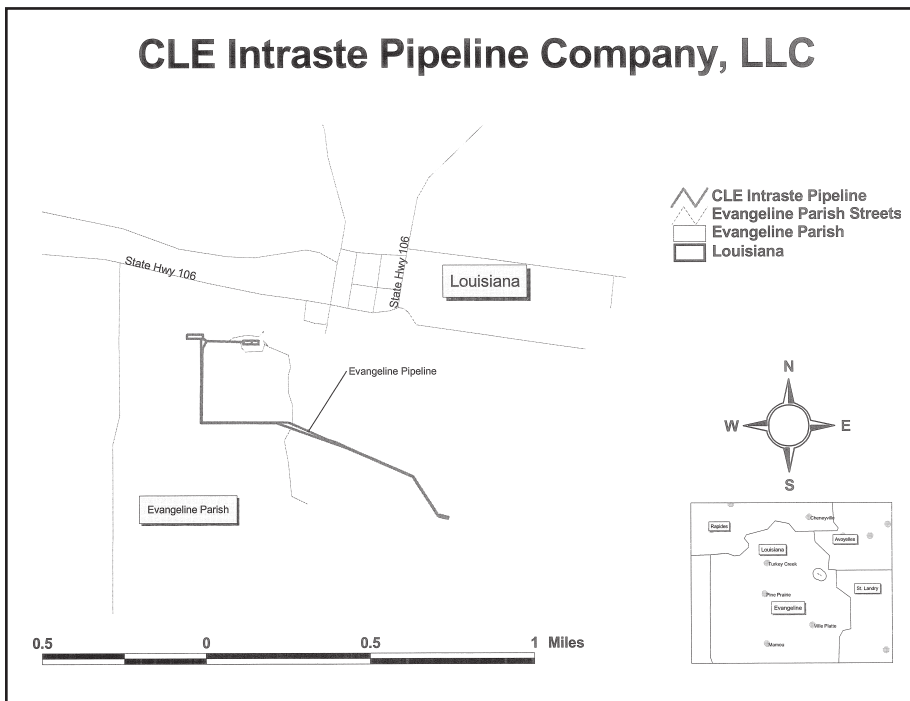 CLE Intraste Pipeline Company, LLC
CLE Intraste Pipeline
Evangeline Parish Streets
Evangeline Parish
Louisiana
State Hwy 106
State Hwy 106
Louisiana
Evangeline Pipeline
Evangeline Parish
N
W
E
S
Cheneyville
Rapides
Avoyelles
Louisiana
Turkey Creek
St. Landry
Pine Prairie
Evangeline
Ville Platte
Mamou
0.5 0 0.5 1 Miles